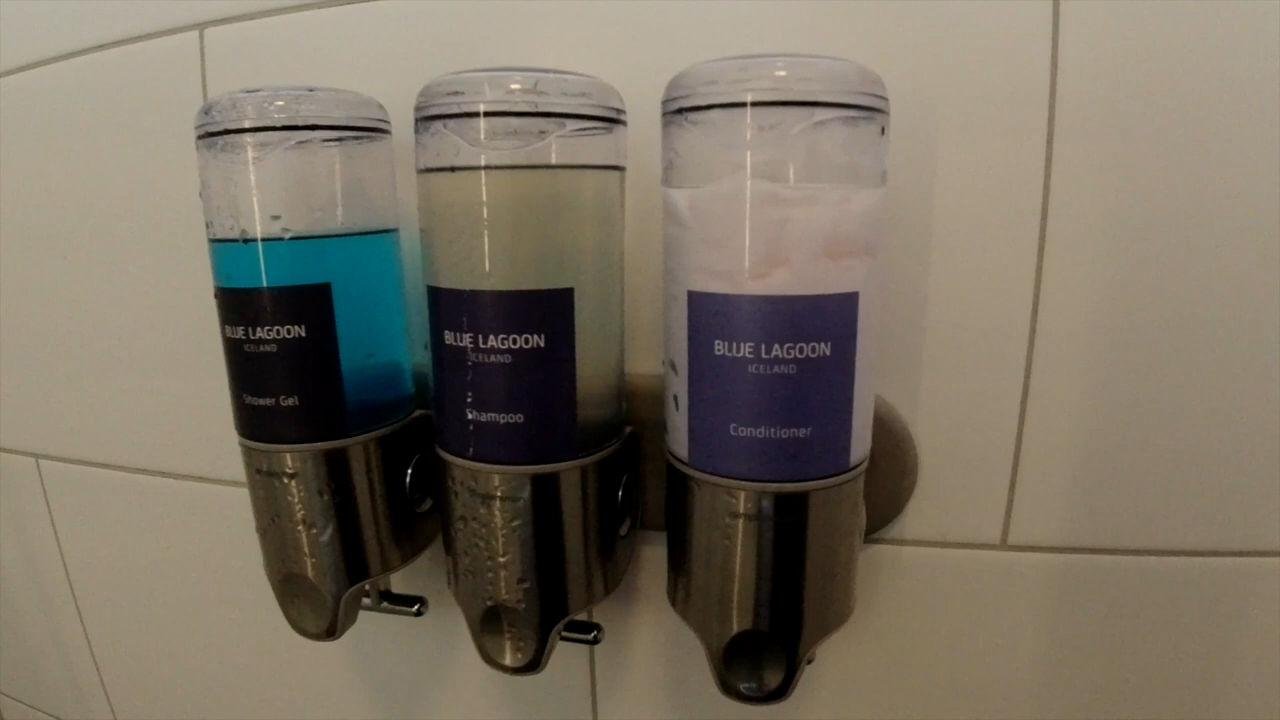 BLUE LAGOON
ICELAND
Shower Gel
BLUE LAGOON
ICELAND
Shampoo
BLUE LAGOON
ICELAND
Conditioner